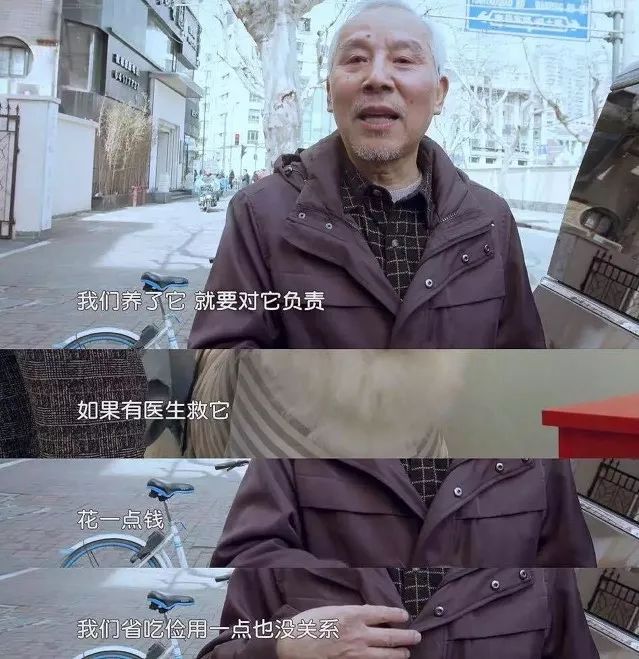 我们养了它 就要对它负责
如果有医生救它
花一点钱
我们省吃俭用一点也没关系